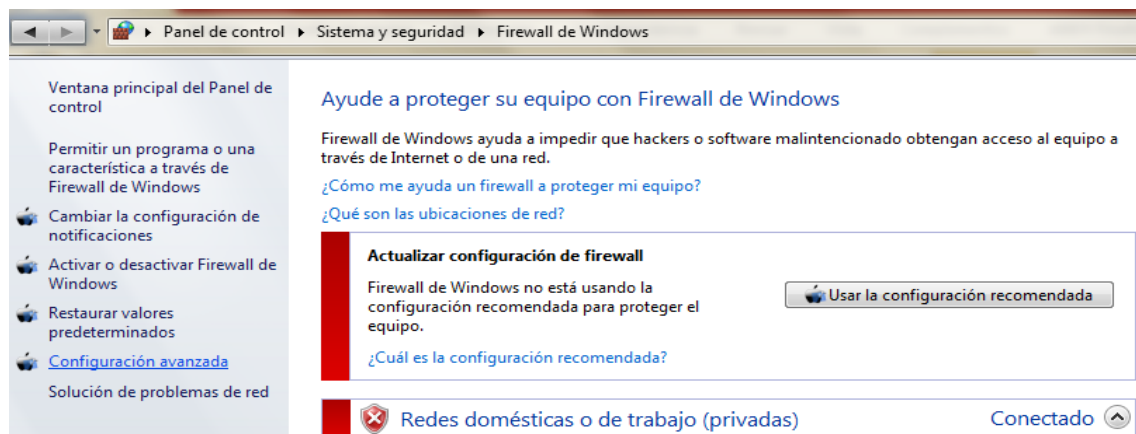 Panel de control ▸ Sistema y seguridad ▸ Firewall de Windows
Ventana principal del Panel de
control
Permitir un programa o una
característica a través de
Firewall de Windows
Cambiar la configuración de
notificaciones
Activar o desactivar Firewall de
Windows
Restaurar valores
predeterminados
Configuración avanzada
Solución de problemas de red
Ayude a proteger su equipo con Firewall de Windows
Firewall de Windows ayuda a impedir que hackers o software malintencionado obtengan acceso al equipo a
través de Internet o de una red.
¿Cómo me ayuda un firewall a proteger mi equipo?
¿Qué son las ubicaciones de red?
Actualizar configuración de firewall
Firewall de Windows no está usando la
configuración recomendada para proteger el
equipo.
Usar la configuración recomendada
¿Cuál es la configuración recomendada?
Redes domésticas o de trabajo (privadas) Conectado